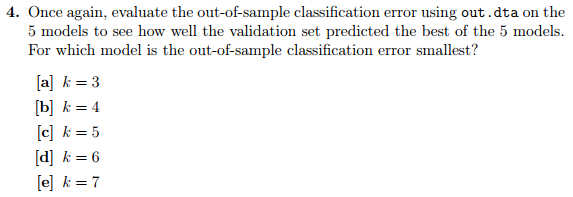 4. Once again, evaluate the out-of-sample classification error using out.dta on the
5 models to see how well the validation set predicted the best of the 5 models.
For which model is the out-of-sample classification error smallest?
[a] k = 3
[b] k = 4
[c] k = 5
[d] k = 6
[e] k = 7